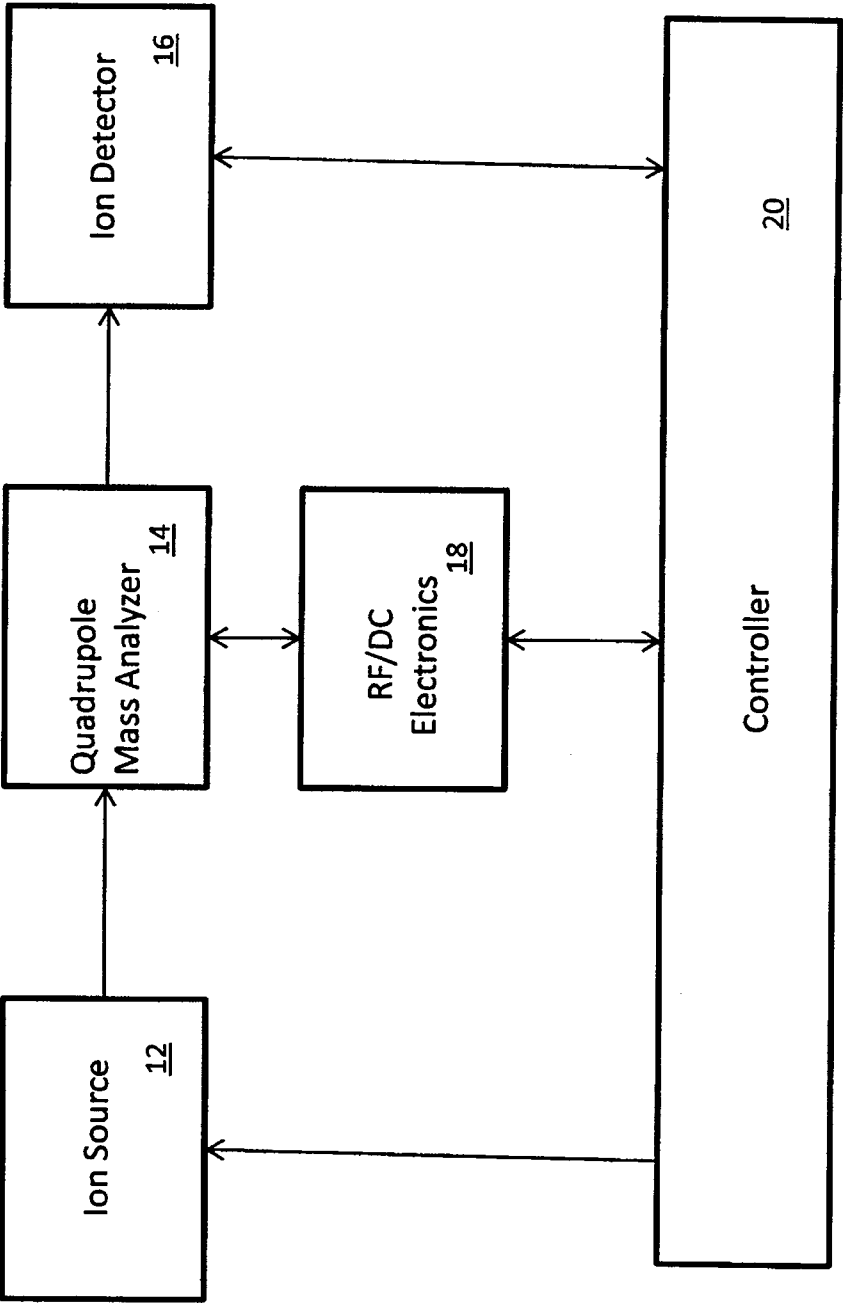 Ion Source
12
Quadrupole
Mass Analyzer
14
Ion Detector
16
RF/DC
Electronics
18
Controller
20